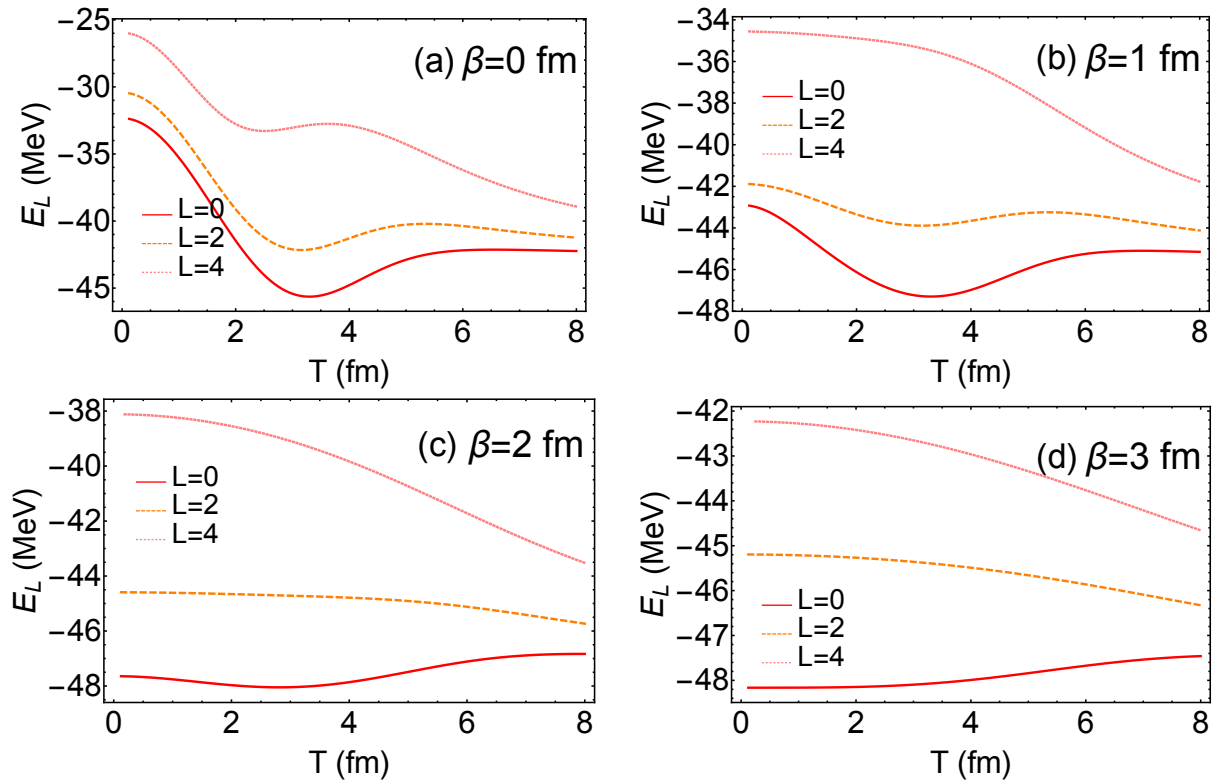 (a) β=0 fm
E_L (MeV)
−25
−30
−35
−40
−45
L=0
L=2
L=4
0 2 4 6 8
T (fm)
(b) β=1 fm
E_L (MeV)
−34
−36
−38
−40
−42
−44
−46
−48
L=0
L=2
L=4
0 2 4 6 8
T (fm)
(c) β=2 fm
E_L (MeV)
−38
−40
−42
−44
−46
−48
L=0
L=2
L=4
0 2 4 6 8
T (fm)
(d) β=3 fm
E_L (MeV)
−42
−43
−44
−45
−46
−47
−48
L=0
L=2
L=4
0 2 4 6 8
T (fm)